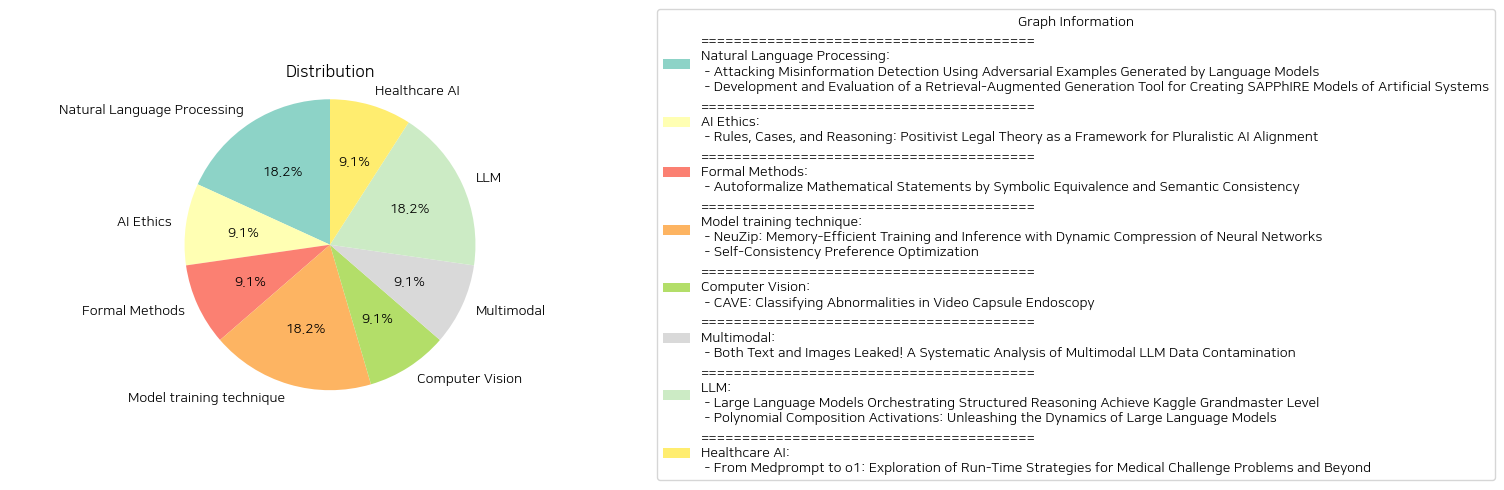 Distribution
Healthcare AI
Natural Language Processing
9.1%
18.2%
LLM
18.2%
AI Ethics
9.1%
9.1%
9.1%
Formal Methods
Multimodal
9.1%
18.2%
Computer Vision
Model training technique
Graph Information
========================================
Natural Language Processing:
- Attacking Misinformation Detection Using Adversarial Examples Generated by Language Models
- Development and Evaluation of a Retrieval-Augmented Generation Tool for Creating SAPPhIRE Models of Artificial Systems
========================================
AI Ethics:
- Rules, Cases, and Reasoning: Positivist Legal Theory as a Framework for Pluralistic AI Alignment
========================================
Formal Methods:
- Autoformalize Mathematical Statements by Symbolic Equivalence and Semantic Consistency
========================================
Model training technique:
- NeuZip: Memory-Efficient Training and Inference with Dynamic Compression of Neural Networks
- Self-Consistency Preference Optimization
========================================
Computer Vision:
- CAVE: Classifying Abnormalities in Video Capsule Endoscopy
========================================
Multimodal:
- Both Text and Images Leaked! A Systematic Analysis of Multimodal LLM Data Contamination
========================================
LLM:
- Large Language Models Orchestrating Structured Reasoning Achieve Kaggle Grandmaster Level
- Polynomial Composition Activations: Unleashing the Dynamics of Large Language Models
========================================
Healthcare AI:
- From Medprompt to o1: Exploration of Run-Time Strategies for Medical Challenge Problems and Beyond